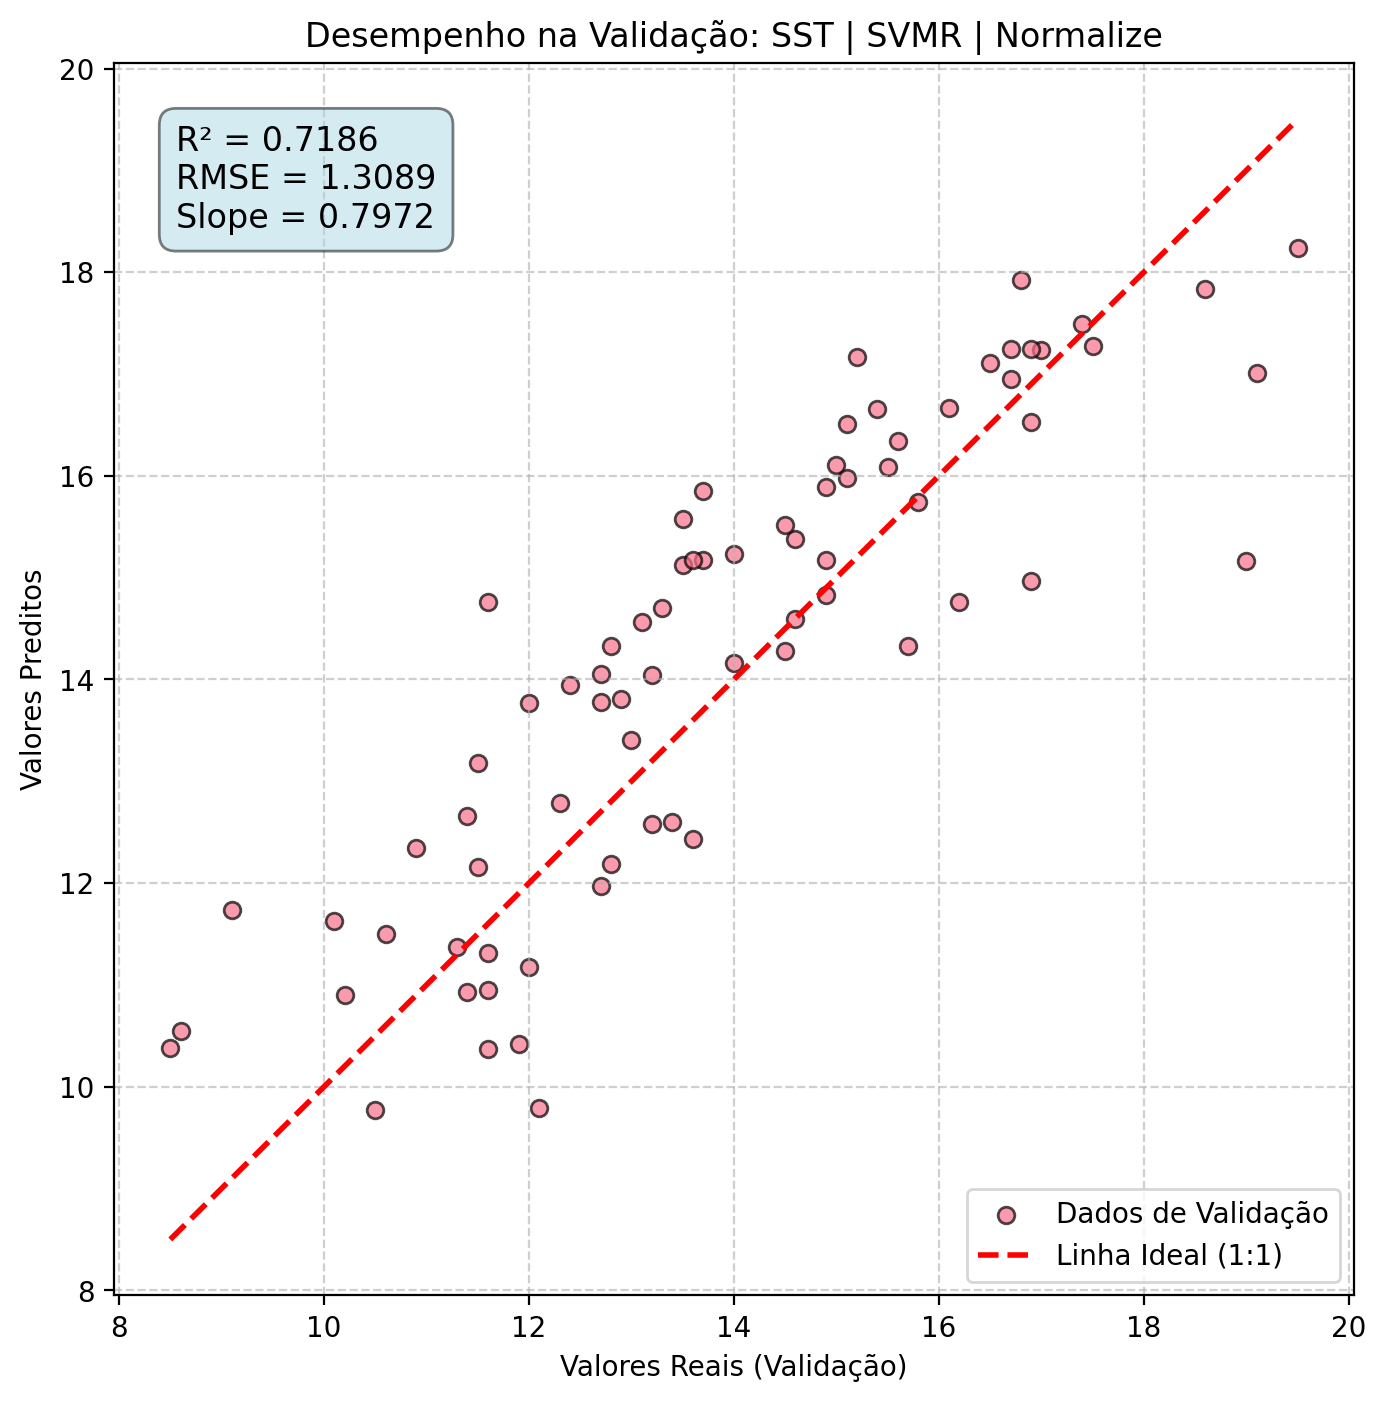 Desempenho na Validação: SST | SVMR | Normalize
R² = 0.7186
RMSE = 1.3089
Slope = 0.7972
Valores Preditos
20
18
16
14
12
10
8
Dados de Validação
Linha Ideal (1:1)
8 10 12 14 16 18 20
Valores Reais (Validação)